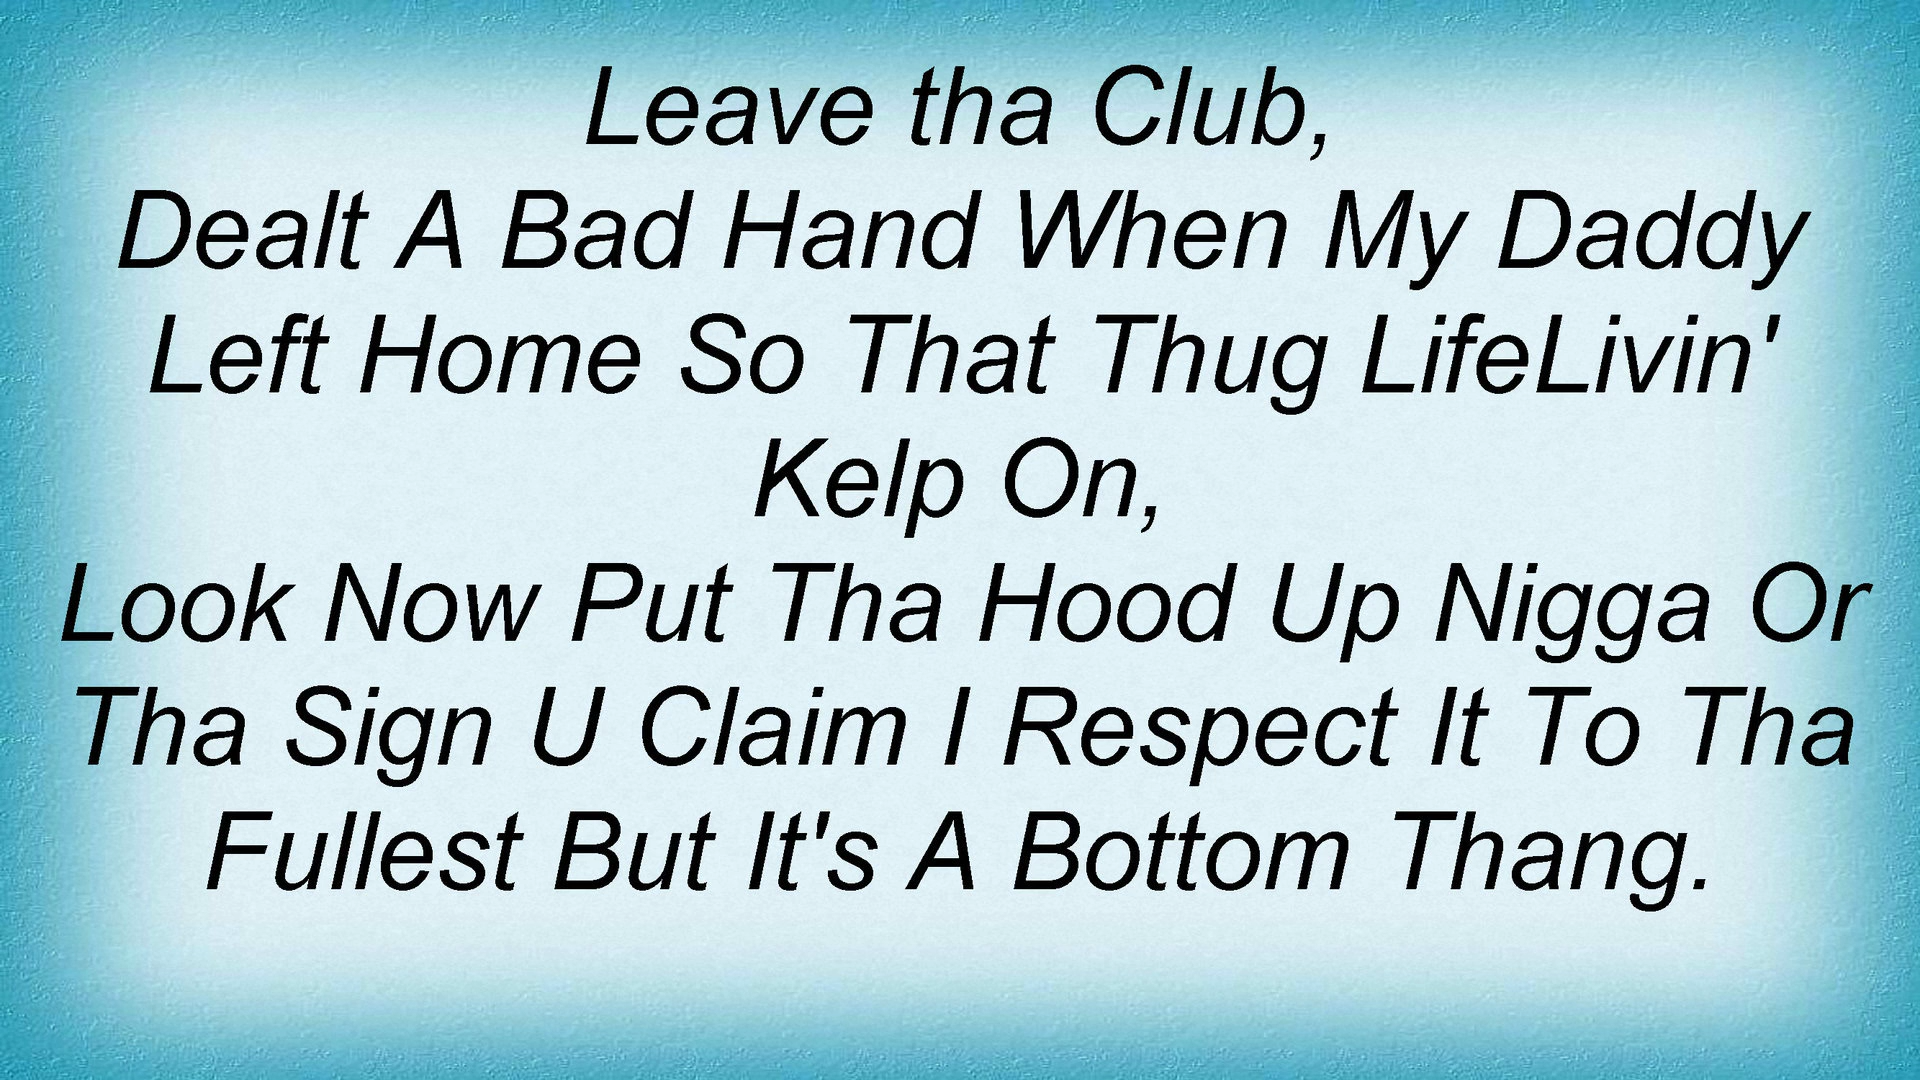 Leave tha Club,
Dealt A Bad Hand When My Daddy
Left Home So That Thug LifeLivin'
Kelp On,
Look Now Put Tha Hood Up Nigga Or
Tha Sign U Claim I Respect It To Tha
Fullest But It's A Bottom Thang.